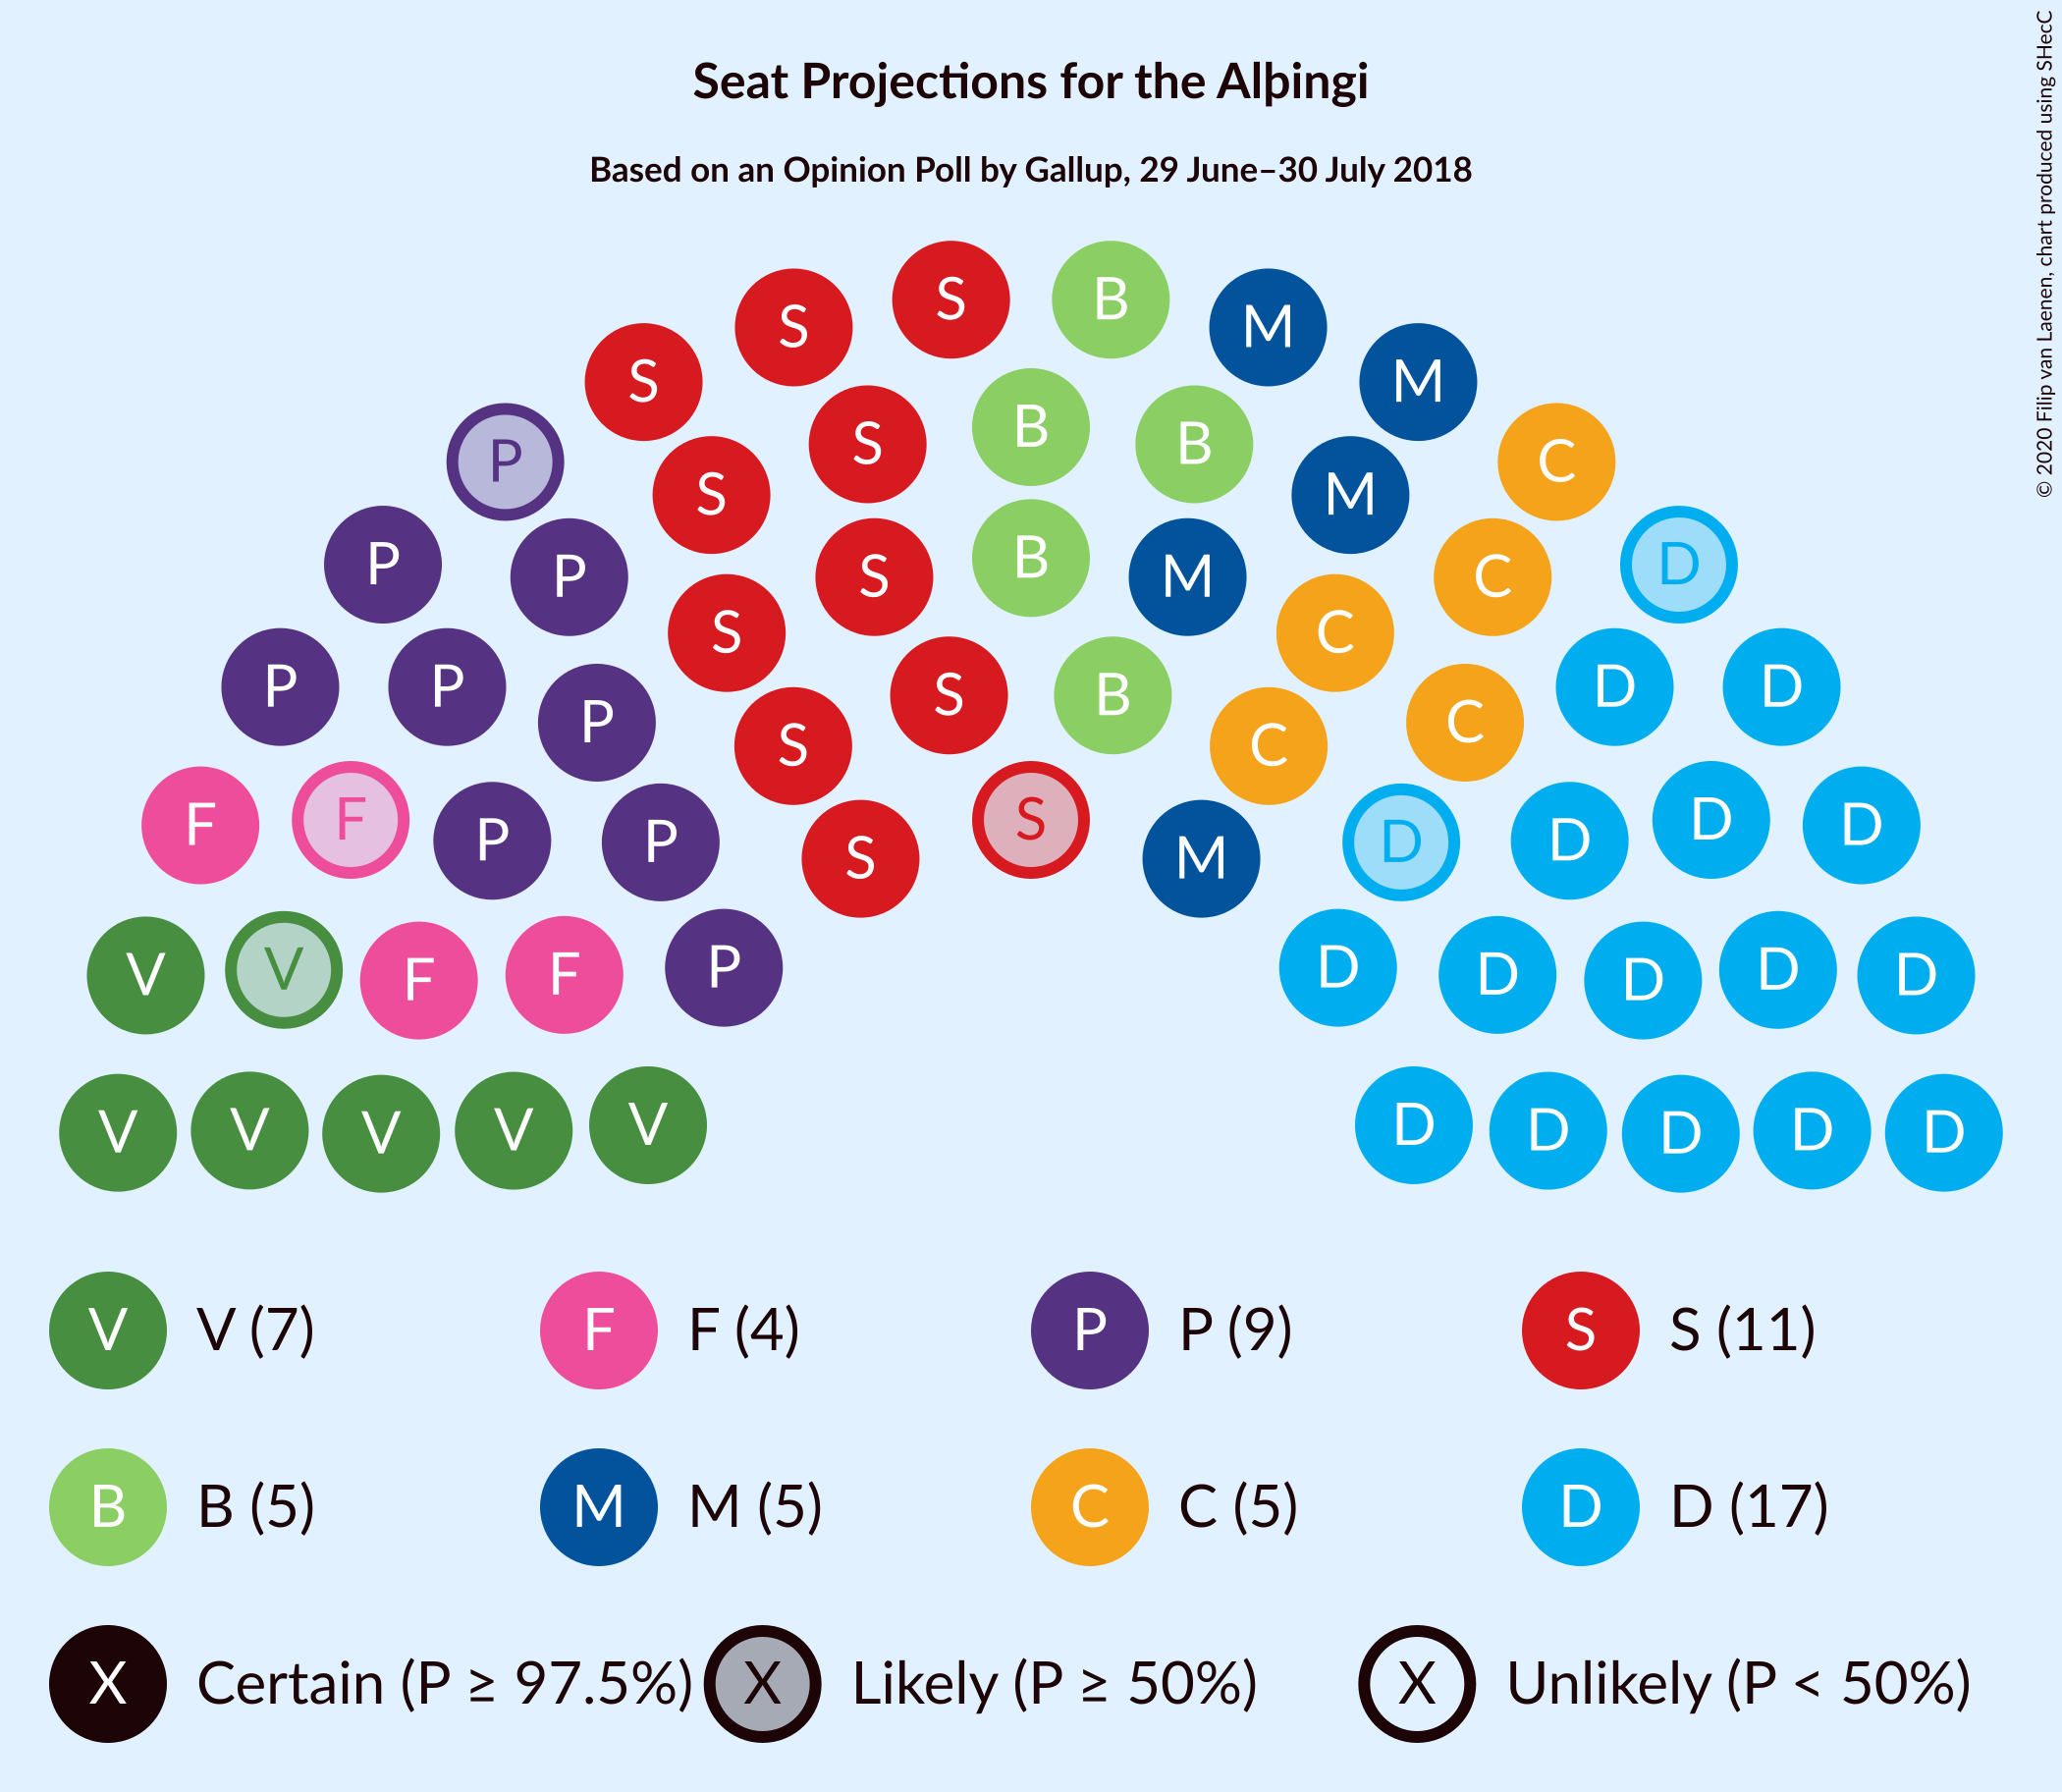 Seat Projections for the Alþingi
Based on an Opinion Poll by Gallup, 29 June–30 July 2018
© 2020 Filip van Laenen, chart produced using SHecC
S S B M
S M
S B B
P S M C
B
P P S M C D
S C
P P S B D D
P S C C
F F P P S S M D D D D
V V F F P D D D D D
V V V V V D D D D D
V V (7) F F (4) P P (9) S S (11)
B B (5) M M (5) C C (5) D D (17)
X Certain (P ≥ 97.5%) X Likely (P ≥ 50%) X Unlikely (P < 50%)